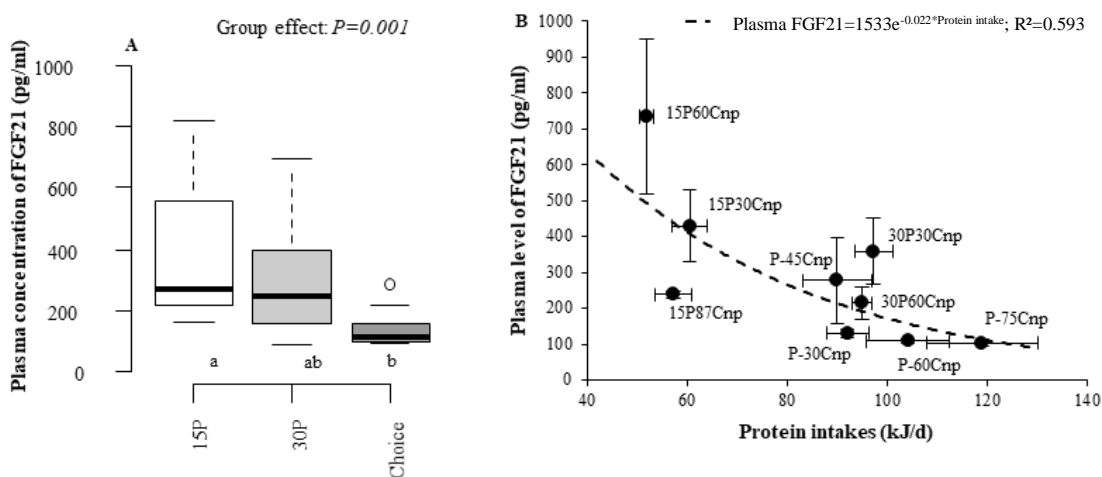 A
Group effect: P=0.001
Plasma concentration of FGF21 (pg/ml)
1000
800
600
400
200
0
a
ab
b
15P
30P
Choice
B
Plasma FGF21=1533e-0.022*Protein intake; R²=0.593
Plasma level of FGF21 (pg/ml)
1000
900
800
700
600
500
400
300
200
100
0
15P60Cnp
15P30Cnp
30P30Cnp
P-45Cnp
15P87Cnp
30P60Cnp
P-75Cnp
P-30Cnp
P-60Cnp
40
60
80
100
120
140
Protein intakes (kJ/d)